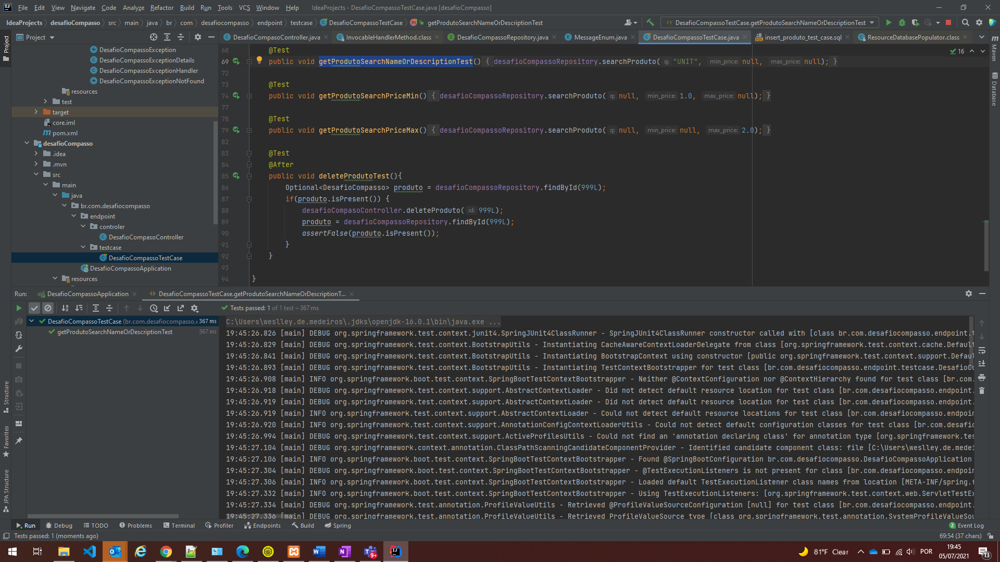 File Edit View Navigate Code Analyze Refactor Build Run Tools VCS Window Help IdeaProjects - DesafioCompassoTestCase.java [desafioCompasso]
IdeaProjects desafioCompasso src main java br com desafiocompasso endpoint testcase DesafioCompassoTestCase getProdutoSearchNameOrDescriptionTest DesafioCompassoTestCase.getProdutoSearchNameOrDescriptionTest
Project
DesafioCompasoController.java InvocableHandlerMethod.class DesafioCompassoRepository.java MessageEnum.java DesafioCompassoTestCase.java insert_produto_test_case.sql ResourceDatabasePopulator.class
Project
Structure
Favorites
JPA Structure
Maven
Database
DesafioCompassoException
DesafioCompassoExceptionDetails
DesafioCompassoExceptionHandler
DesafioCompassoExceptionNotFound
resources
test
target
core.iml
pom.xml
desafioCompasso
.idea
.mvn
src
main
java
br.com.desafiocompasso
endpoint
controler
DesafioCompasoController
testcase
DesafioCompassoTestCase
DesafioCompassoApplication
resources
16
68 @Test
69 public void getProdutoSearchNameOrDescriptionTest() { desafioCompassoRepository.searchProduto( q: "UNIT", min_price: null, max_price: null); }
72
73 @Test
74 public void getProdutoSearchPriceMin() { desafioCompassoRepository.searchProduto( q: null, min_price: 1.0, max_price: null); }
77
78 @Test
79 public void getProdutoSearchPriceMax() { desafioCompassoRepository.searchProduto( q: null, min_price: null, max_price: 2.0); }
82
83 @Test
84 @After
85 public void deleteProdutoTest(){
86 Optional<DesafioCompasso> produto = desafioCompassoRepository.findById(999L);
87 if(produto.isPresent()) {
88 desafioCompasoController.deleteProduto( id: 999L);
89 produto = desafioCompassoRepository.findById(999L);
90 assertFalse(produto.isPresent());
91 }
92 }
93
94 }
Run: DesafioCompassoApplication DesafioCompassoTestCase.getProdutoSearchNameOrDescriptionT...
Tests passed: 1 of 1 test – 367 ms
DesafioCompassoTestCase (br.com.desafiocompasso.e 367 ms
getProdutoSearchNameOrDescriptionTest 367 ms
C:\Users\weslley.de.medeiros\.jdks\openjdk-16.0.1\bin\java.exe ...
19:45:26.826 [main] DEBUG org.springframework.test.context.junit4.SpringJUnit4ClassRunner - SpringJUnit4ClassRunner constructor called with [class br.com.desafiocompasso.endpoint.t
19:45:26.829 [main] DEBUG org.springframework.test.context.BootstrapUtils - Instantiating CacheAwareContextLoaderDelegate from class [org.springframework.test.context.cache.Default
19:45:26.841 [main] DEBUG org.springframework.test.context.BootstrapUtils - Instantiating BootstrapContext using constructor [public org.springframework.test.context.support.Defaul
19:45:26.893 [main] DEBUG org.springframework.test.context.BootstrapUtils - Instantiating TestContextBootstrapper for test class [br.com.desafiocompasso.endpoint.testcase.DesafioCo
19:45:26.908 [main] INFO org.springframework.boot.test.context.SpringBootTestContextBootstrapper - Neither @ContextConfiguration nor @ContextHierarchy found for test class [br.com.
19:45:26.918 [main] DEBUG org.springframework.test.context.support.AbstractContextLoader - Did not detect default resource location for test class [br.com.desafiocompasso.endpoint.
19:45:26.919 [main] DEBUG org.springframework.test.context.support.AbstractContextLoader - Did not detect default resource location for test class [br.com.desafiocompasso.endpoint.
19:45:26.919 [main] INFO org.springframework.test.context.support.AbstractContextLoader - Could not detect default resource locations for test class [br.com.desafiocompasso.endpoin
19:45:26.920 [main] INFO org.springframework.test.context.support.AnnotationConfigContextLoaderUtils - Could not detect default configuration classes for test class [br.com.desafio
19:45:26.994 [main] DEBUG org.springframework.test.context.support.ActiveProfilesUtils - Could not find an 'annotation declaring class' for annotation type [org.springframework.tes
19:45:27.104 [main] DEBUG org.springframework.context.annotation.ClassPathScanningCandidateComponentProvider - Identified candidate component class: file [C:\Users\weslley.de.medei
19:45:27.106 [main] INFO org.springframework.boot.test.context.SpringBootTestContextBootstrapper - Found @SpringBootConfiguration br.com.desafiocompasso.DesafioCompassoApplication
19:45:27.304 [main] DEBUG org.springframework.boot.test.context.SpringBootTestContextBootstrapper - @TestExecutionListeners is not present for class [br.com.desafiocompasso.endpoin
19:45:27.306 [main] INFO org.springframework.boot.test.context.SpringBootTestContextBootstrapper - Loaded default TestExecutionListener class names from location [META-INF/spring.f
19:45:27.332 [main] INFO org.springframework.boot.test.context.SpringBootTestContextBootstrapper - Using TestExecutionListeners: [org.springframework.test.context.web.ServletTestEx
19:45:27.334 [main] DEBUG org.springframework.test.annotation.ProfileValueUtils - Retrieved @ProfileValueSourceConfiguration [null] for test class [br.com.desafiocompasso.endpoint.
19:45:27.336 [main] DEBUG org.springframework.test.annotation.ProfileValueUtils - Retrieved ProfileValueSource type [class org.springframework.test.annotation.SystemProfileValueSou
Run Debug TODO Problems Terminal Profiler Endpoints Build Spring 2 Event Log
Tests passed: 1 (moments ago) 69:54 (37 chars)
9+ 81°F Clear POR 19:45
05/07/2021 13